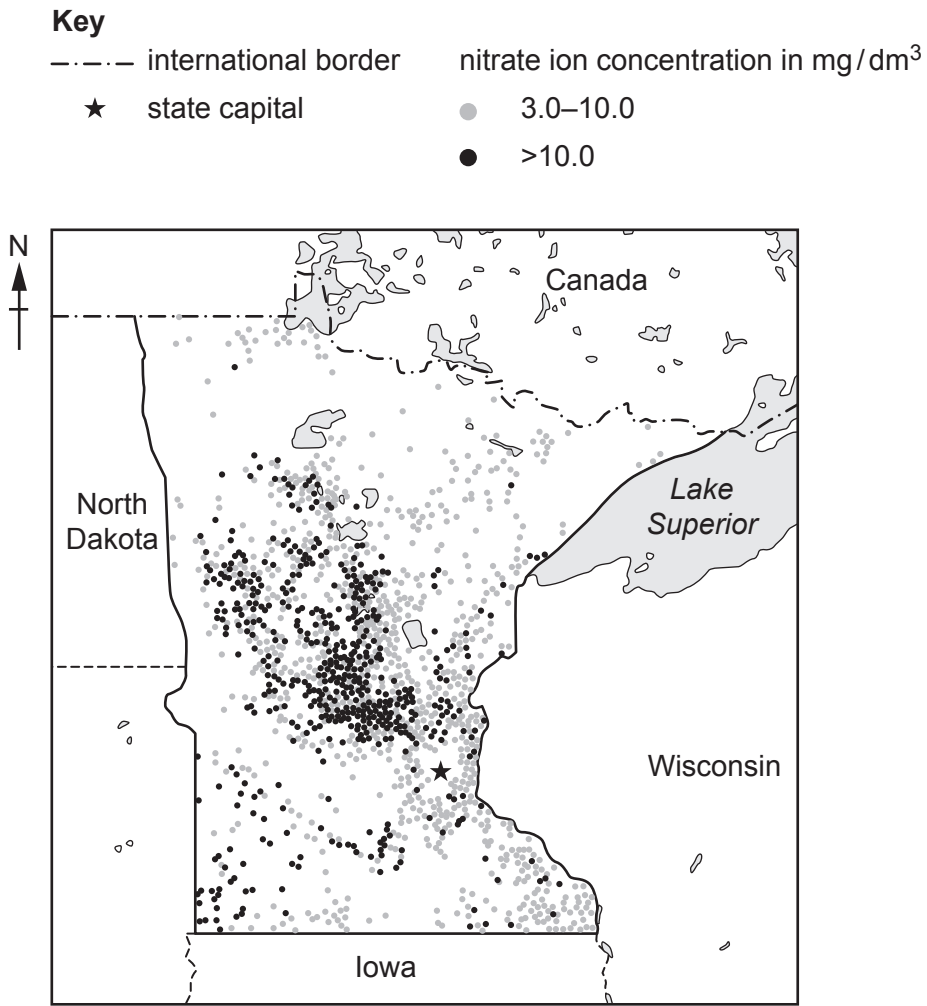 Key
international border
nitrate ion concentration in mg / dm³
state capital
3.0–10.0
>10.0
N
Canada
North
Dakota
Lake
Superior
Wisconsin
Iowa